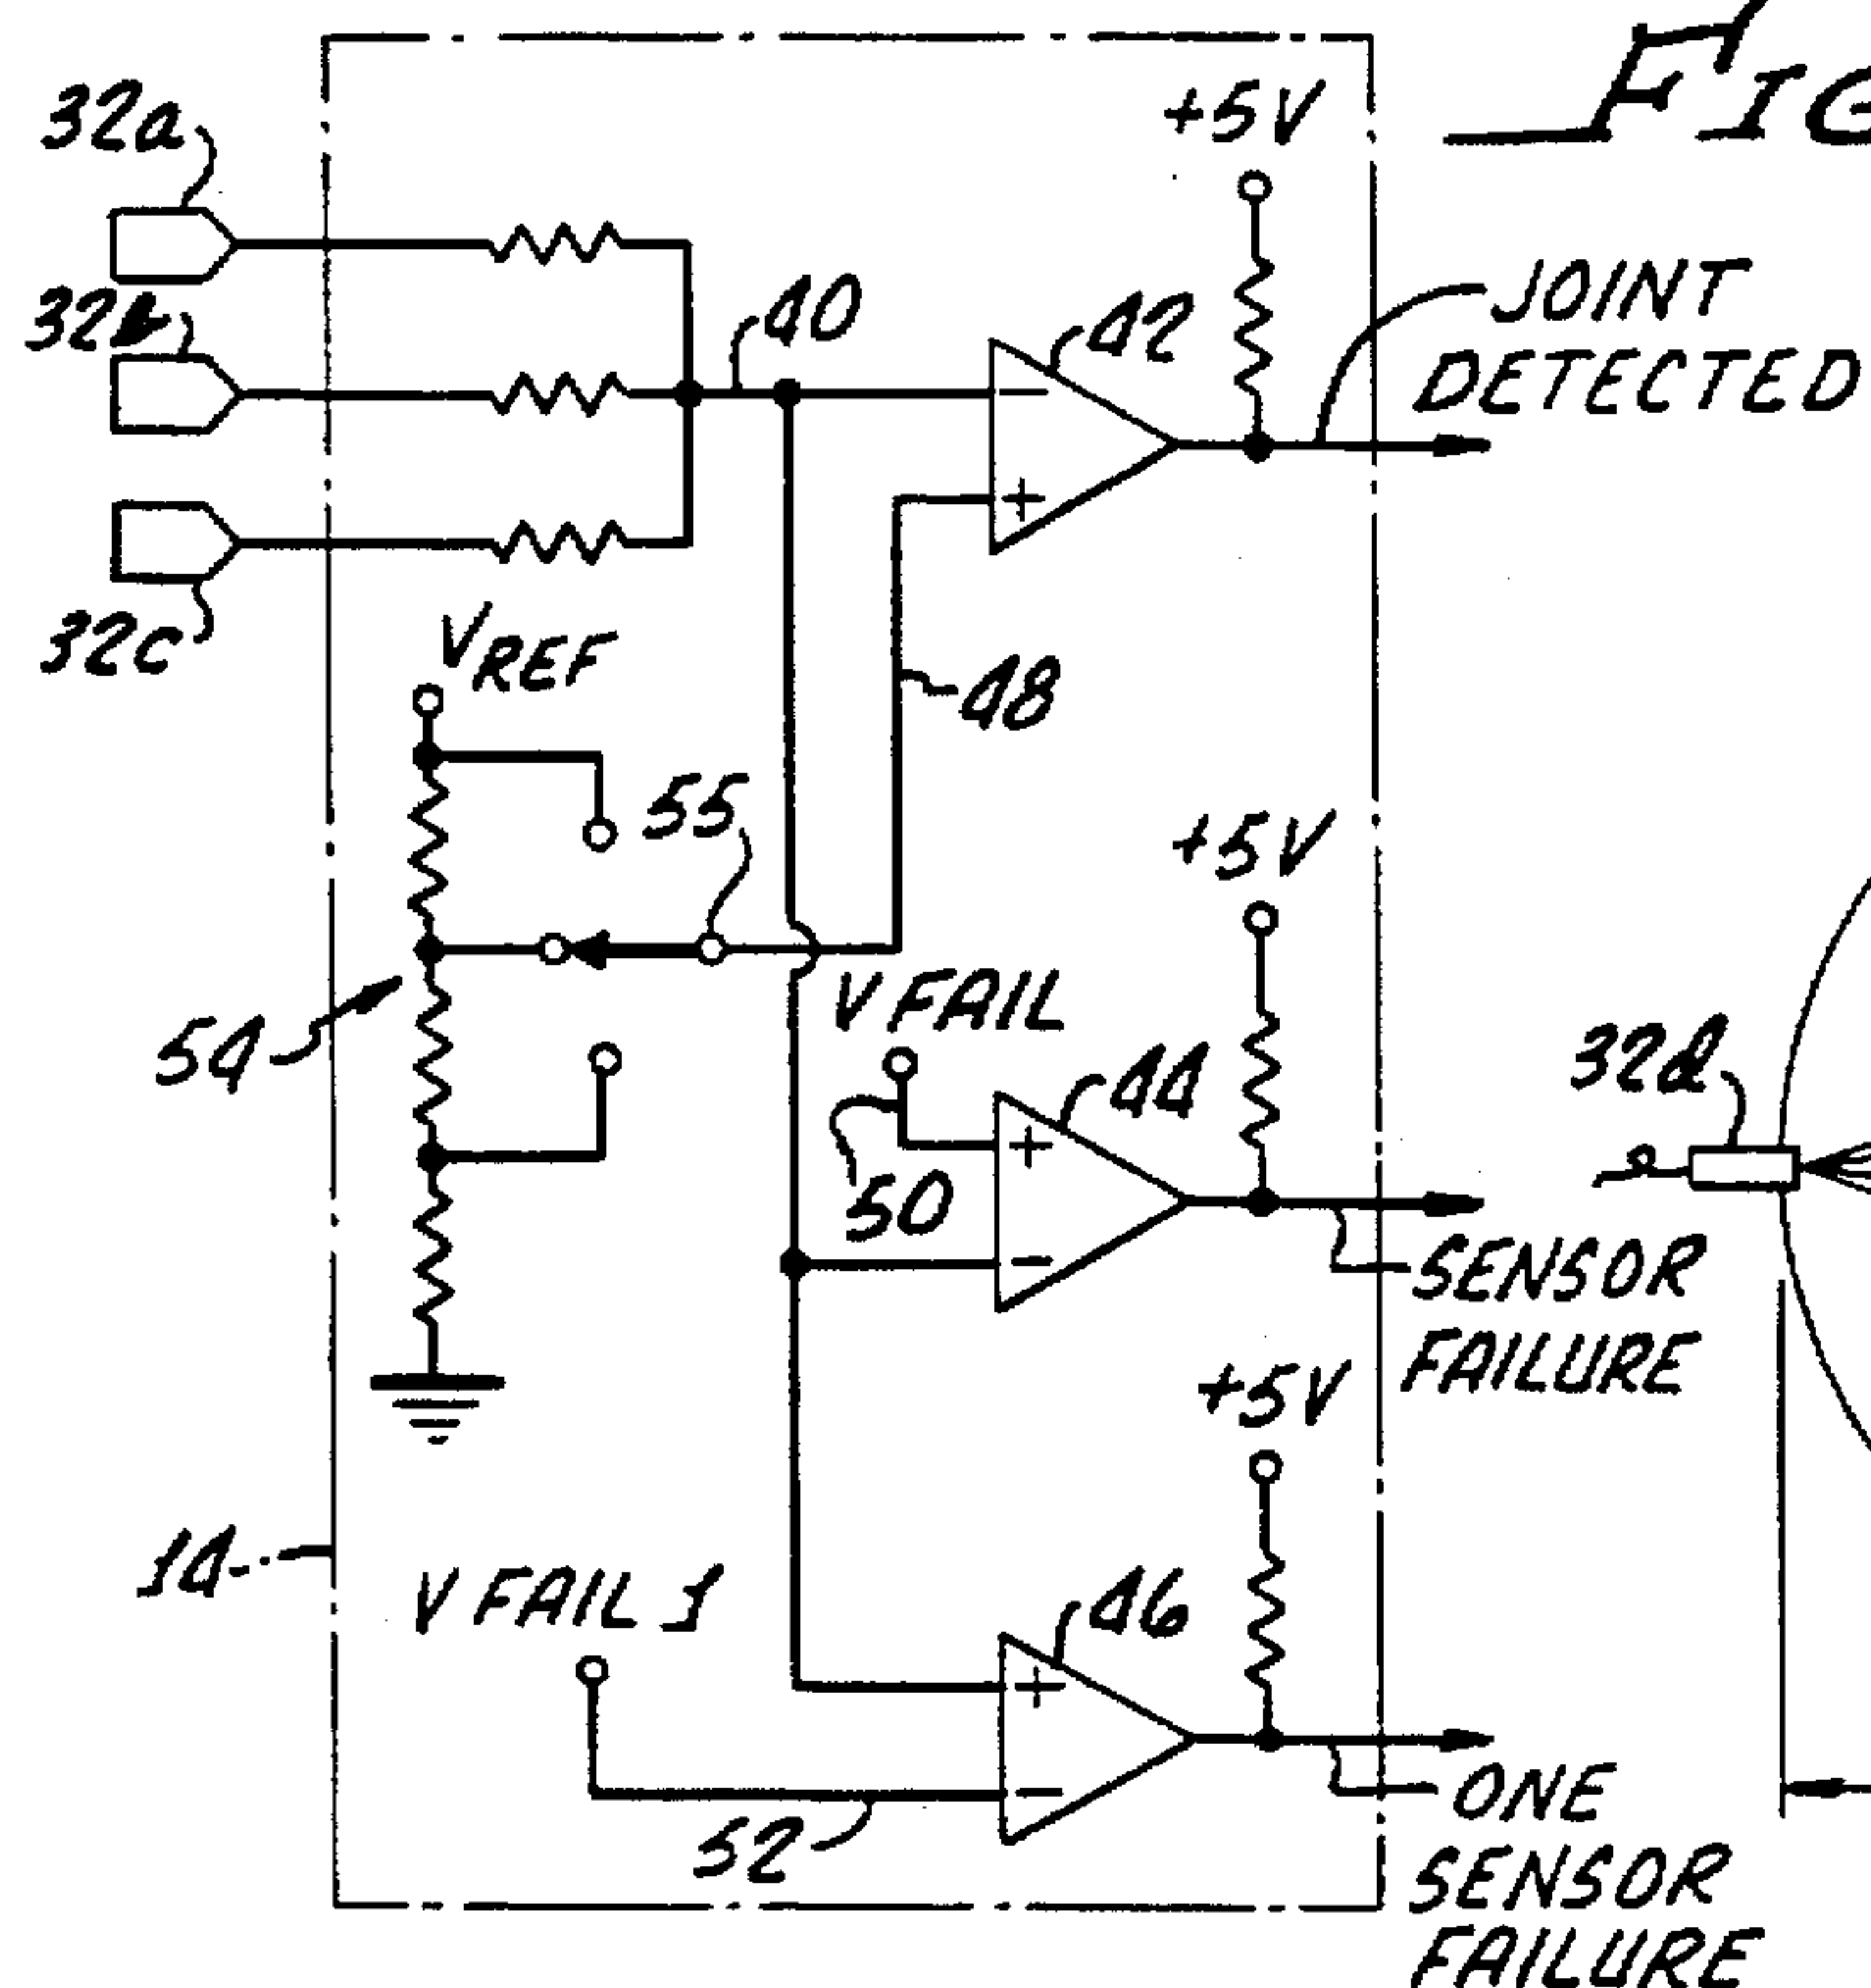 FIG
32a
+5V
32b
40
42
JOINT
DETECTED
32c
VREF
48
55
+5V
V FAIL
54
44
32d
50
SENSOR
FAILURE
+5V
14
V FAIL 1
46
52
ONE
SENSOR
FAILURE